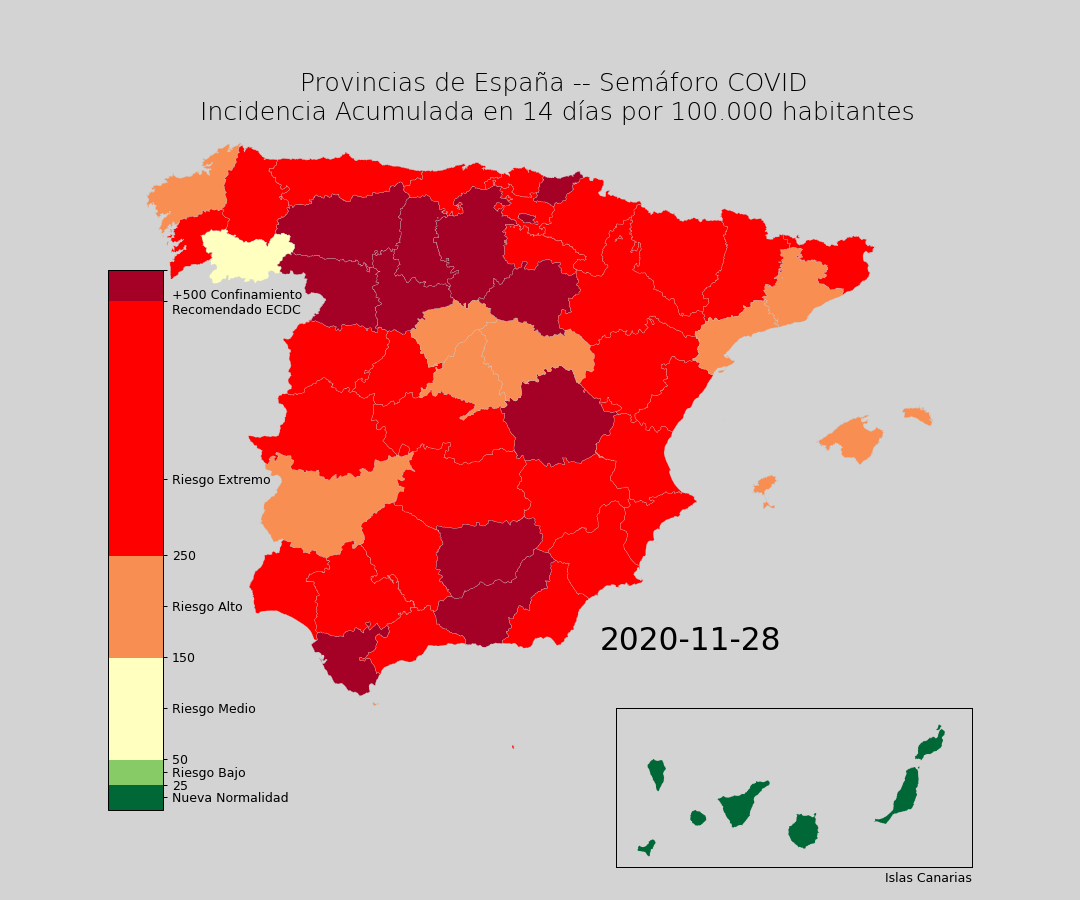 Provincias de España -- Semáforo COVID
Incidencia Acumulada en 14 días por 100.000 habitantes
+500 Confinamiento
Recomendado ECDC
Riesgo Extremo
250
Riesgo Alto
150
Riesgo Medio
50
Riesgo Bajo
25
Nueva Normalidad
2020-11-28
Islas Canarias